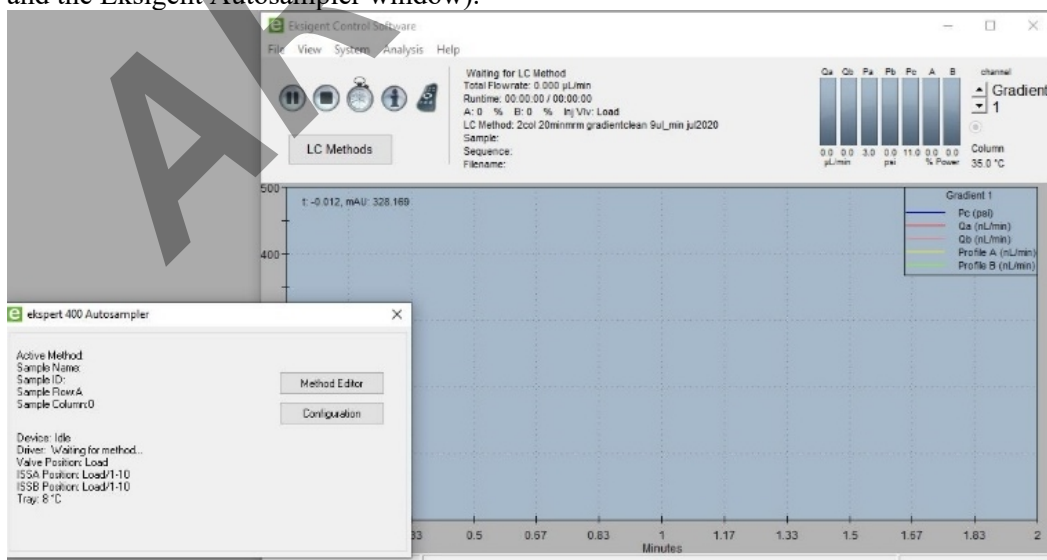 and the Eksigent Autosampler window).
Eksigent Control Software
File View System Analysis Help
Waiting for LC Method
Total Flowrate: 0.000 µL/min
Runtime: 00:00:00 / 00:00:00
A: 0 % B: 0 % Inj Vlv: Load
LC Method: 2col 20minmrm gradientclean 9ul_min jul2020
Sample:
Sequence:
Filename:
LC Methods
Qa Qb Pa Pb Pc A B
0.0 0.0 3.0 0.0 11.0 0.0 0.0
µL/min psi % Power
channel
Gradient
1
Column
35.0 °C
500
400
t: -0.012, mAU: 328.169
Gradient 1
Pc (psi)
Qa (nL/min)
Qb (nL/min)
Profile A (nL/min)
Profile B (nL/min)
ekspert 400 Autosampler
Active Method:
Sample Name:
Sample ID:
Sample Row:A
Sample Column:0
Method Editor
Configuration
Device: Idle
Driver: Waiting for method...
Valve Position: Load
ISSA Position: Load/1-10
ISSB Position: Load/1-10
Tray: 8 °C
33 0.5 0.67 0.83 1 1.17 1.33 1.5 1.67 1.83 2
Minutes